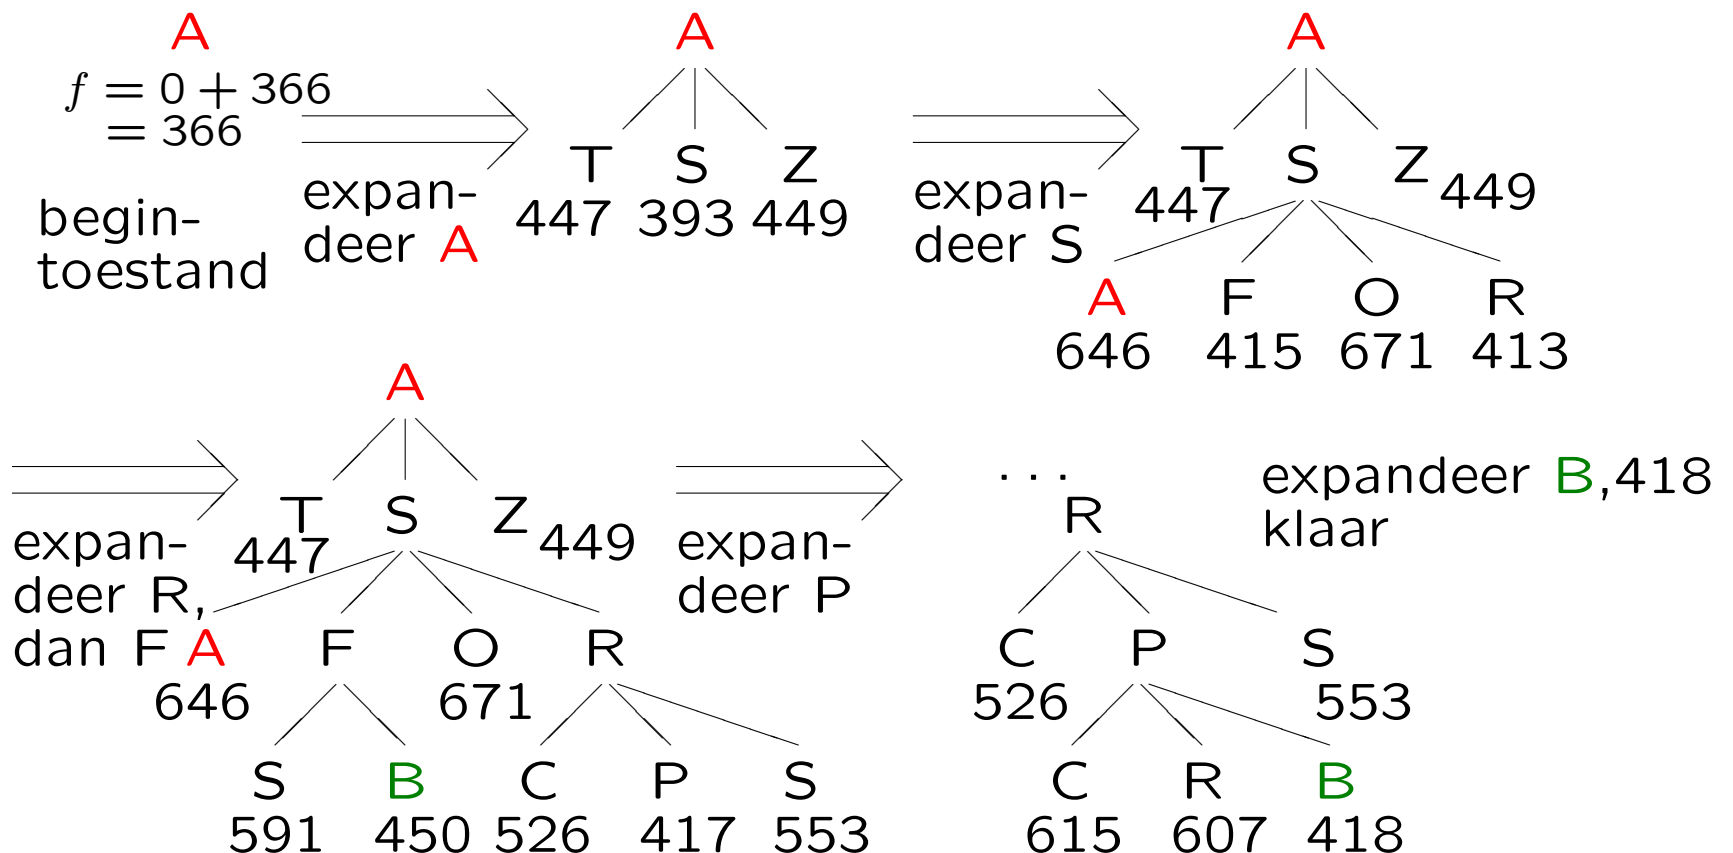 A
f = 0 + 366
= 366
begin-
toestand
expan-
deer A
A
T S Z
447 393 449
expan-
deer S
A
T S Z
447 449
A F O R
646 415 671 413
expan-
deer R,
dan F
A
T S Z
447 449
A F O R
646 671
S B C P S
591 450 526 417 553
expan-
deer P
...
R
C P S
526 553
C R B
615 607 418
expandeer B,418
klaar